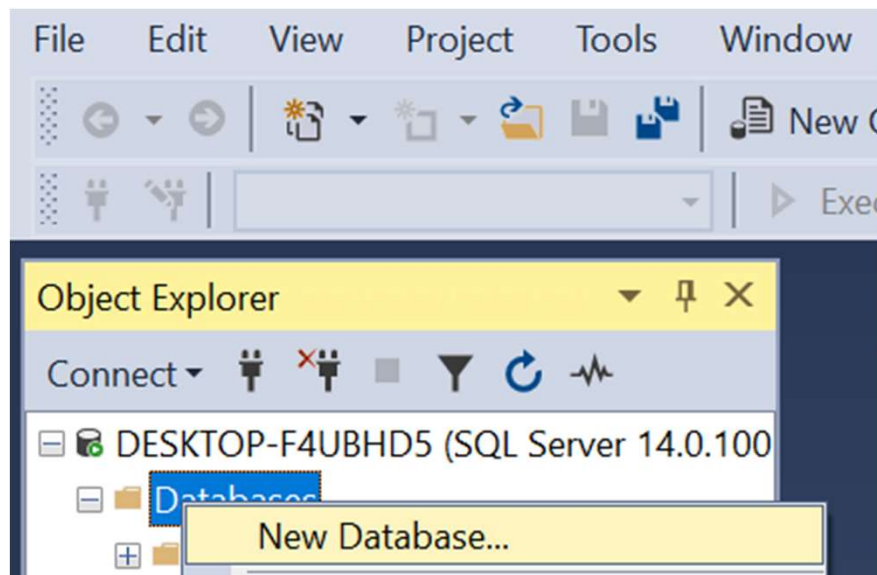 File Edit View Project Tools Window
New
Object Explorer
Connect
DESKTOP-F4UBHD5 (SQL Server 14.0.100
Databases
New Database...